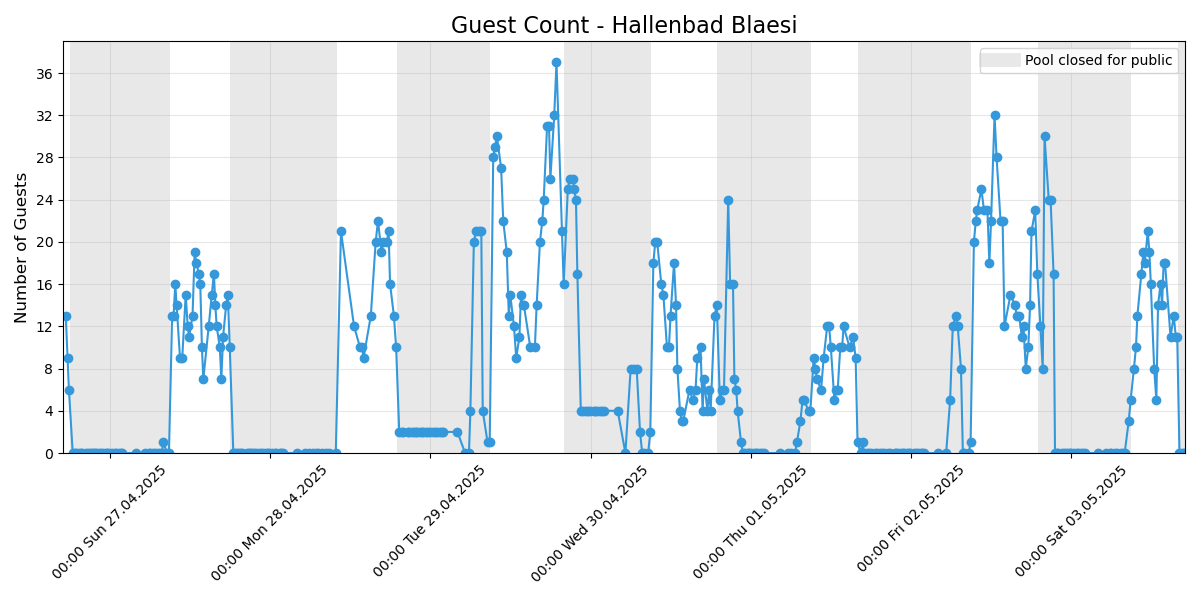 Guest Count - Hallenbad Blaesi
Pool closed for public
Number of Guests
36
32
28
24
20
16
12
8
4
0
00:00 Sun 27.04.2025
00:00 Mon 28.04.2025
00:00 Tue 29.04.2025
00:00 Wed 30.04.2025
00:00 Thu 01.05.2025
00:00 Fri 02.05.2025
00:00 Sat 03.05.2025